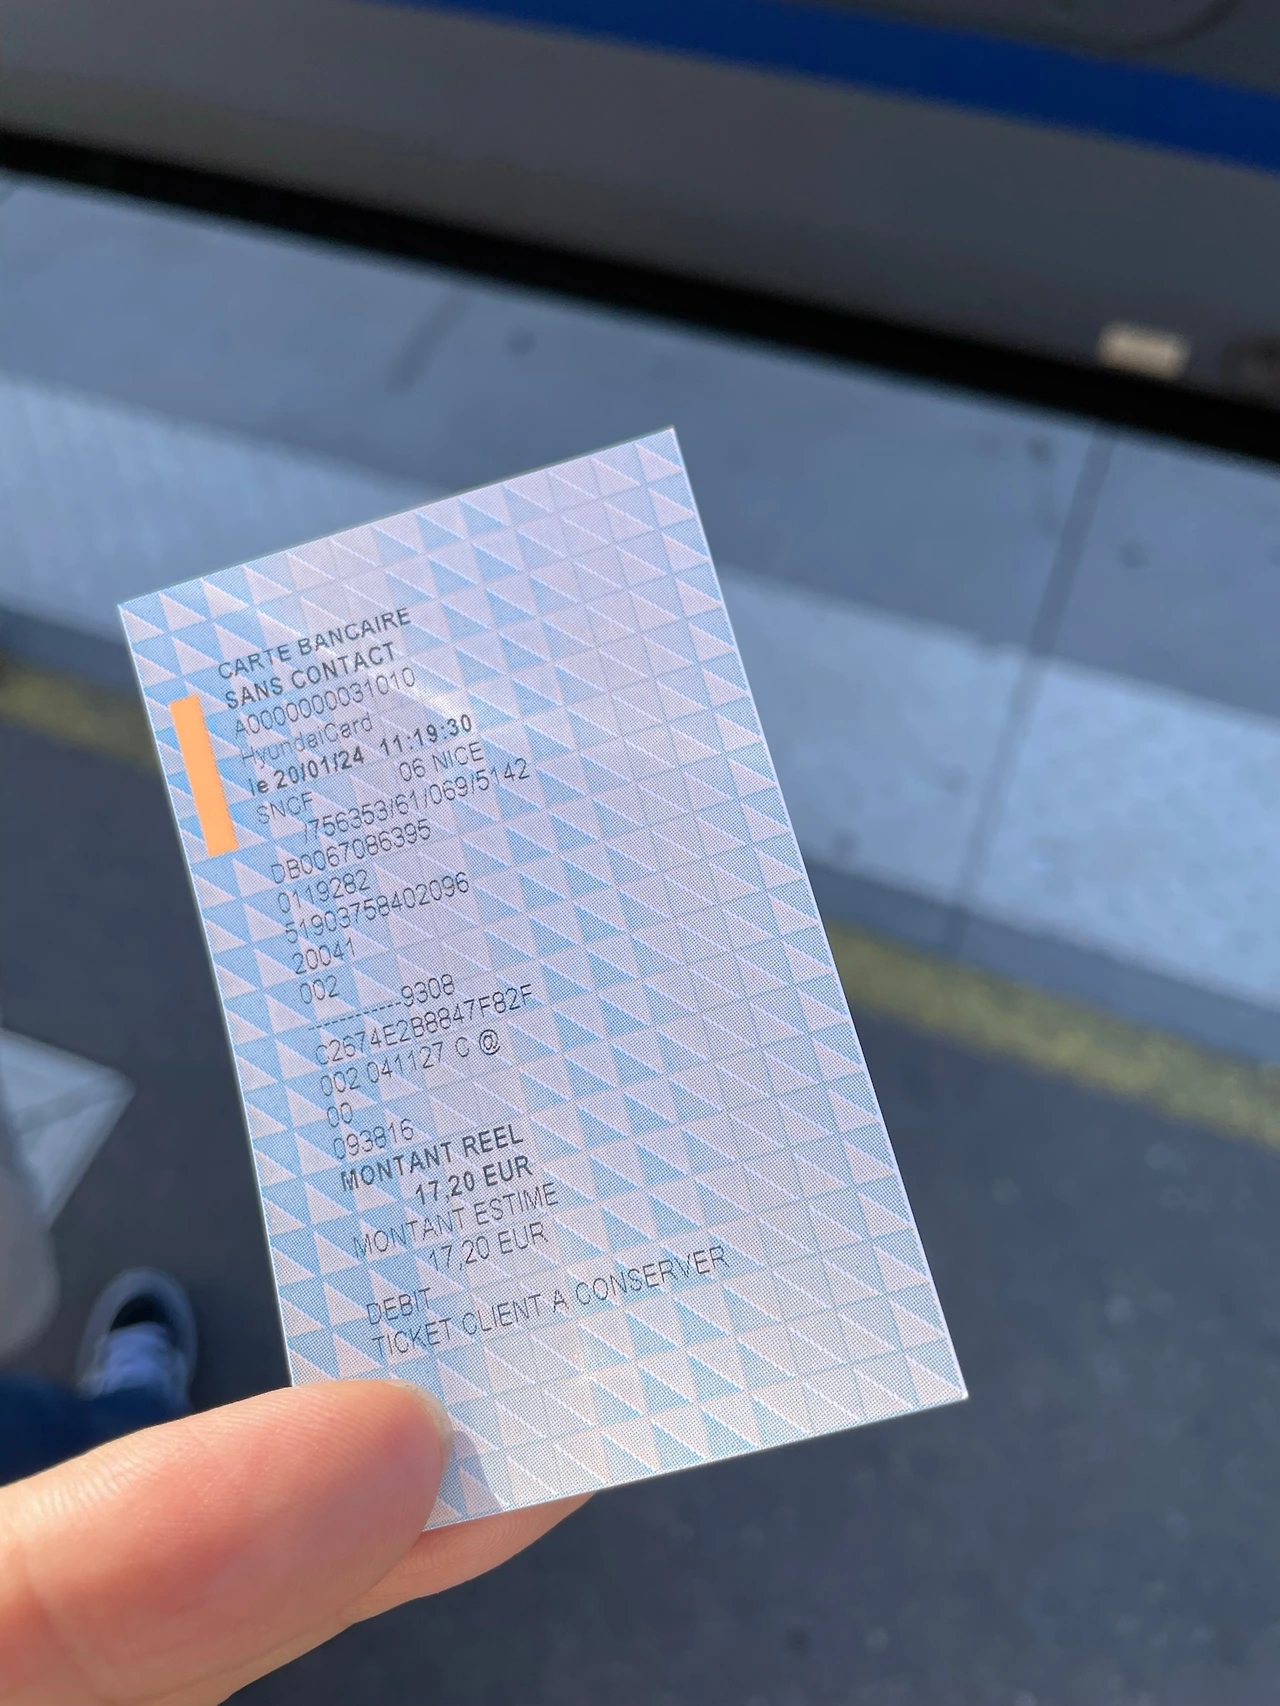 CARTE BANCAIRE
SANS CONTACT
A0000000031010
HyundaiCard
le 20/01/24 11:19:30
SNCF 06 NICE
/756353/61/069/5142
DB0067086395
0119282
51903758402096
20041
002
------------9308
C2674E2B8847F82F
002 041127 C @
00
093816
MONTANT REEL
17,20 EUR
MONTANT ESTIME
17,20 EUR
DEBIT
TICKET CLIENT A CONSERVER